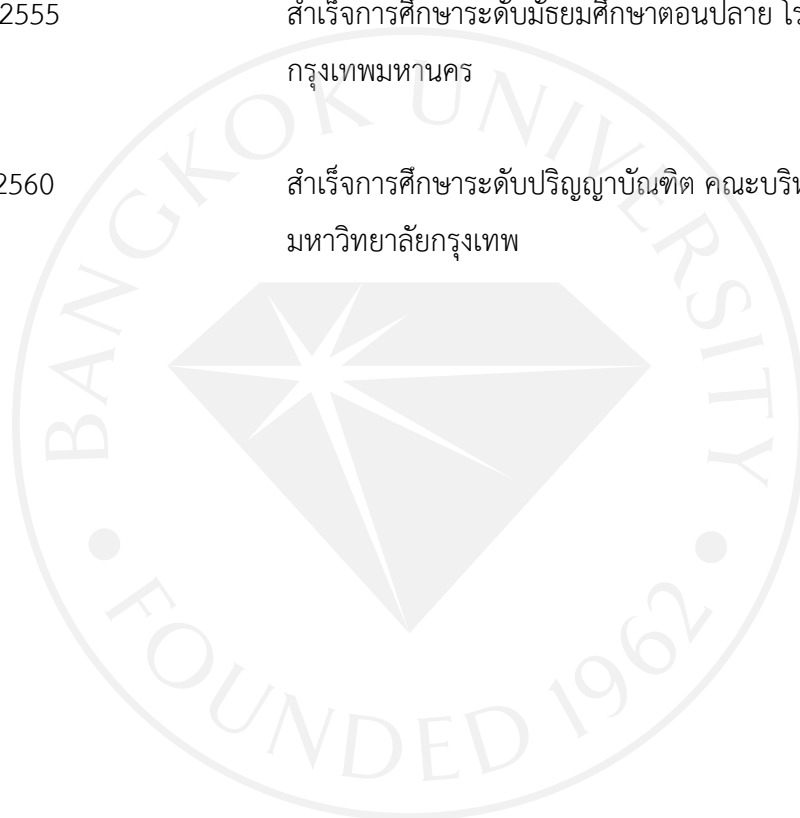 2555 สำเร็จการศึกษาระดับมัธยมศึกษาตอนปลาย
กรุงเทพมหานคร
2560 สำเร็จการศึกษาระดับปริญญาบัณฑิต
มหาวิทยาลัยกรุงเทพ
BANGKOK UNIVERSITY
FOUNDED 1962